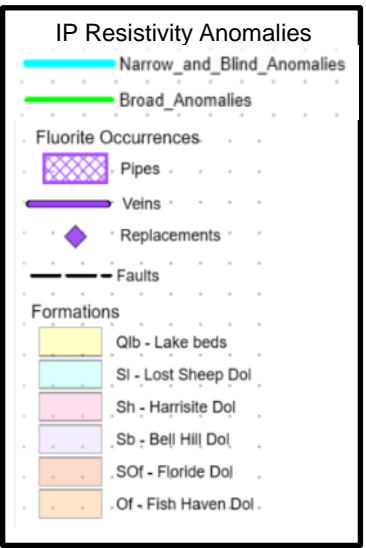 IP Resistivity Anomalies
Narrow_and_Blind_Anomalies
Broad_Anomalies
Fluorite Occurrences
Pipes
Veins
Replacements
Faults
Formations
Qlb - Lake beds
Sl - Lost Sheep Dol
Sh - Harrisite Dol
Sb - Bell Hill Dol
SOf - Floride Dol
Of - Fish Haven Dol